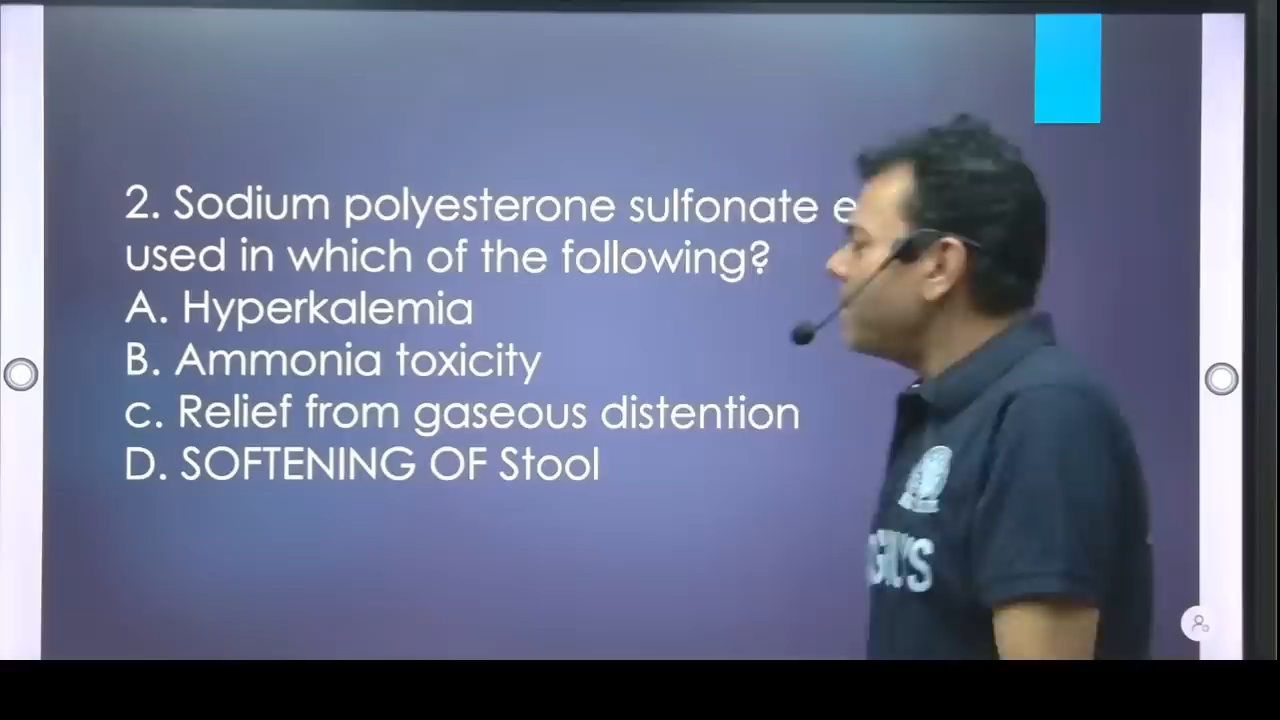 2. Sodium polyesterone sulfonate
used in which of the following?
A. Hyperkalemia
B. Ammonia toxicity
c. Relief from gaseous distention
D. SOFTENING OF Stool